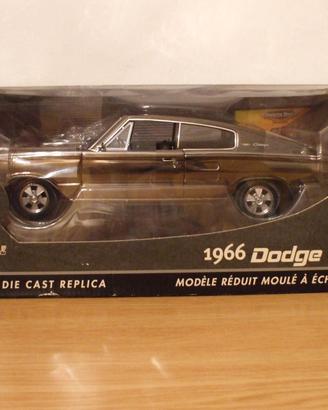 1966 Dodge
DIE CAST REPLICA
MODÈLE RÉDUIT MOULÉ À ÉCH